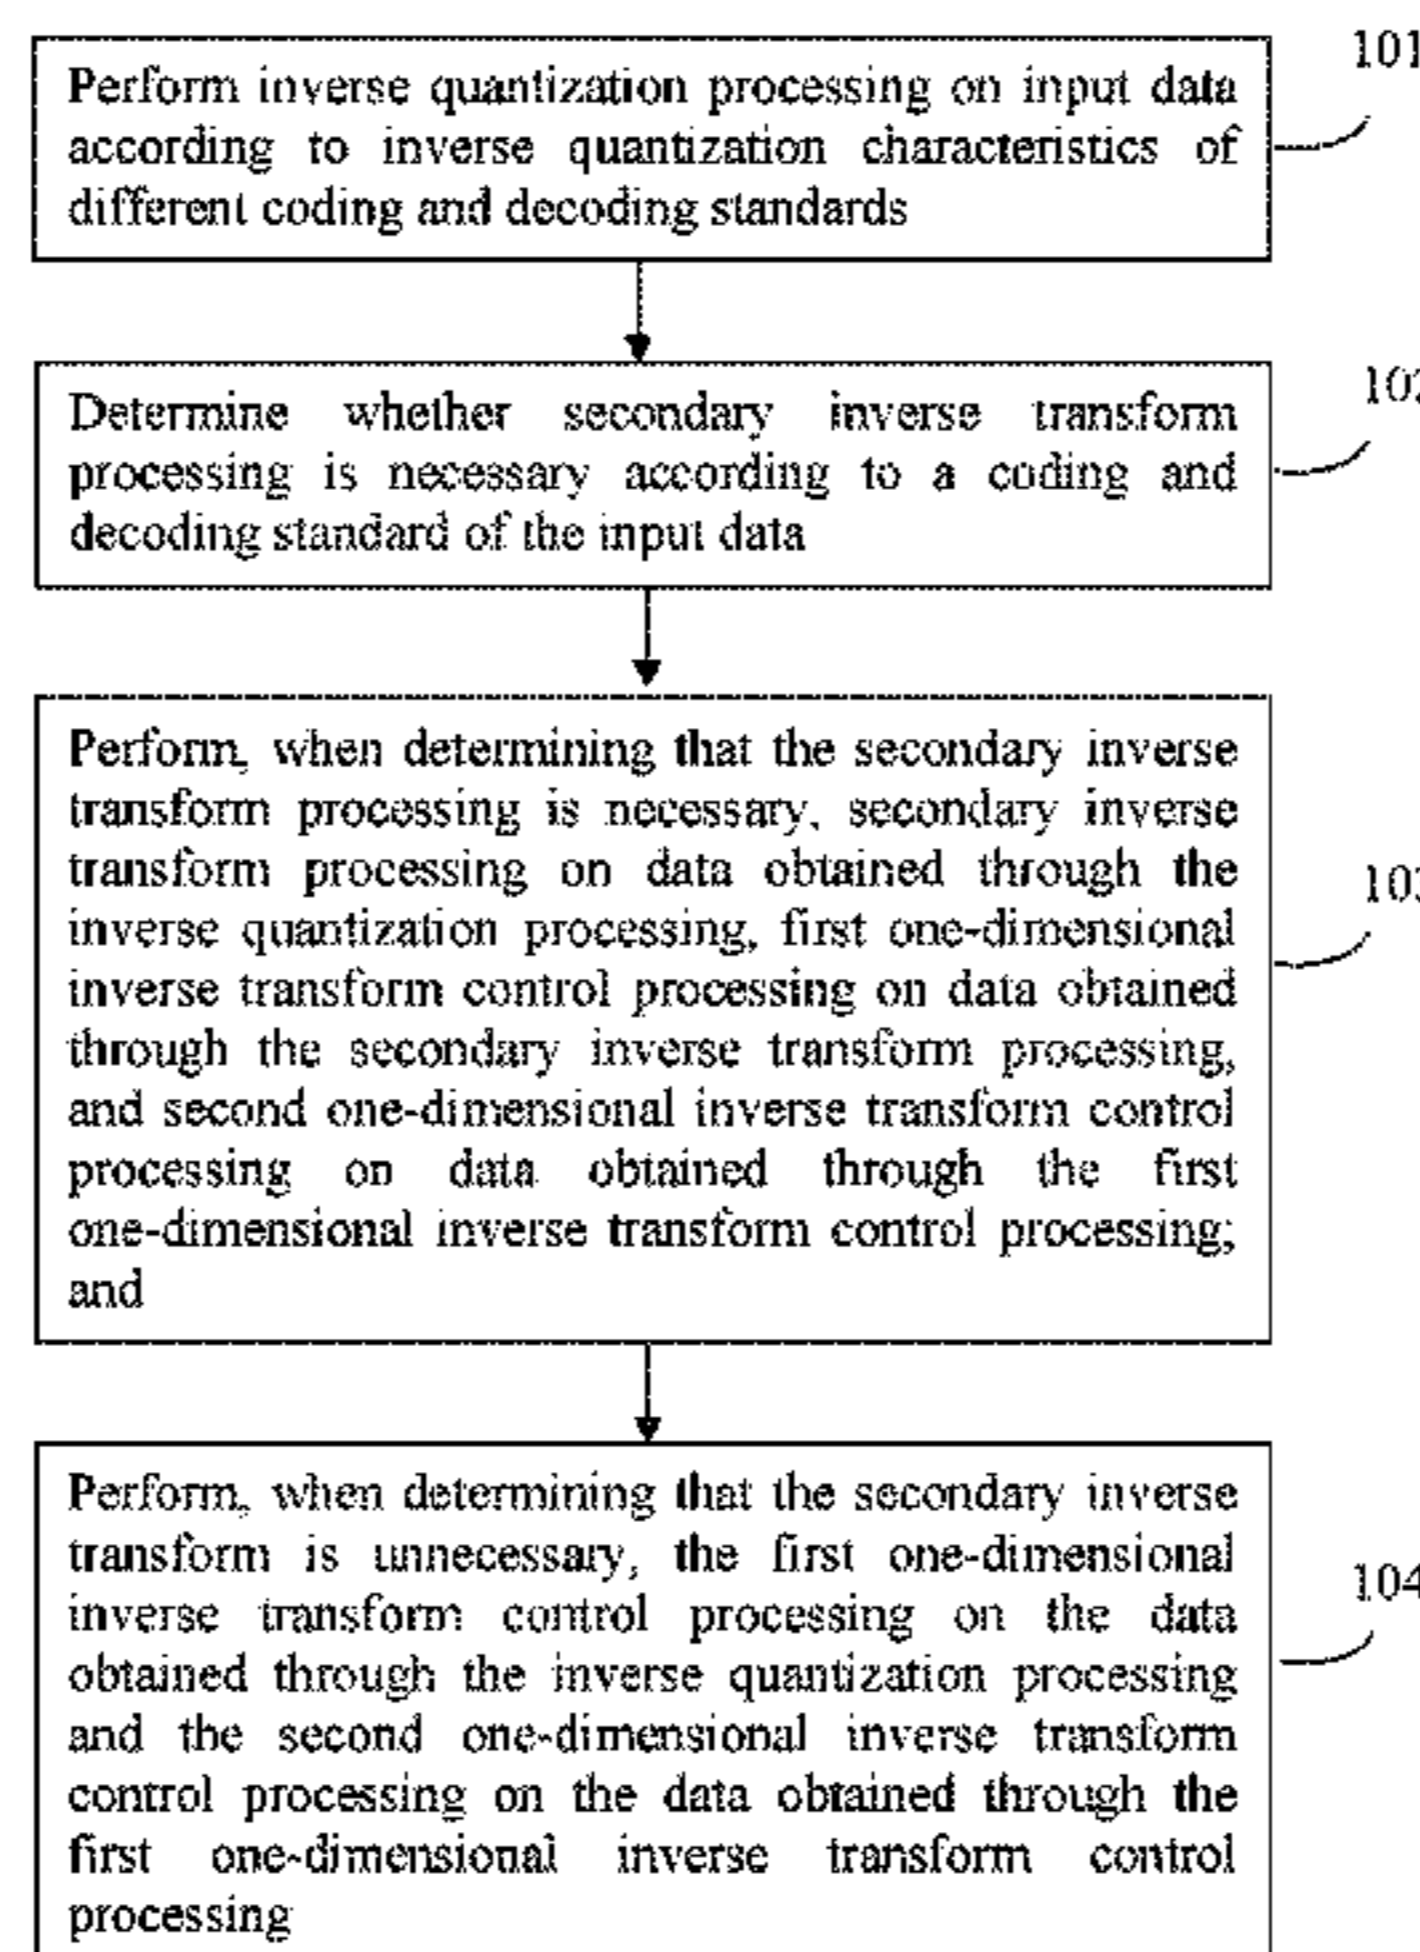 101
Perform inverse quantization processing on input data
according to inverse quantization characteristics of
different coding and decoding standards
102
Determine whether secondary inverse transform
processing is necessary according to a coding and
decoding standard of the input data
Perform, when determining that the secondary inverse
transform processing is necessary, secondary inverse
transform processing on data obtained through the
103
inverse quantization processing, first one-dimensional
inverse transform control processing on data obtained
through the secondary inverse transform processing,
and second one-dimensional inverse transform control
processing on data obtained through the first
one-dimensional inverse transform control processing;
and
Perform, when determining that the secondary inverse
transform is unnecessary, the first one-dimensional
104
inverse transform control processing on the data
obtained through the inverse quantization processing
and the second one-dimensional inverse transform
control processing on the data obtained through the
first one-dimensional inverse transform control
processing